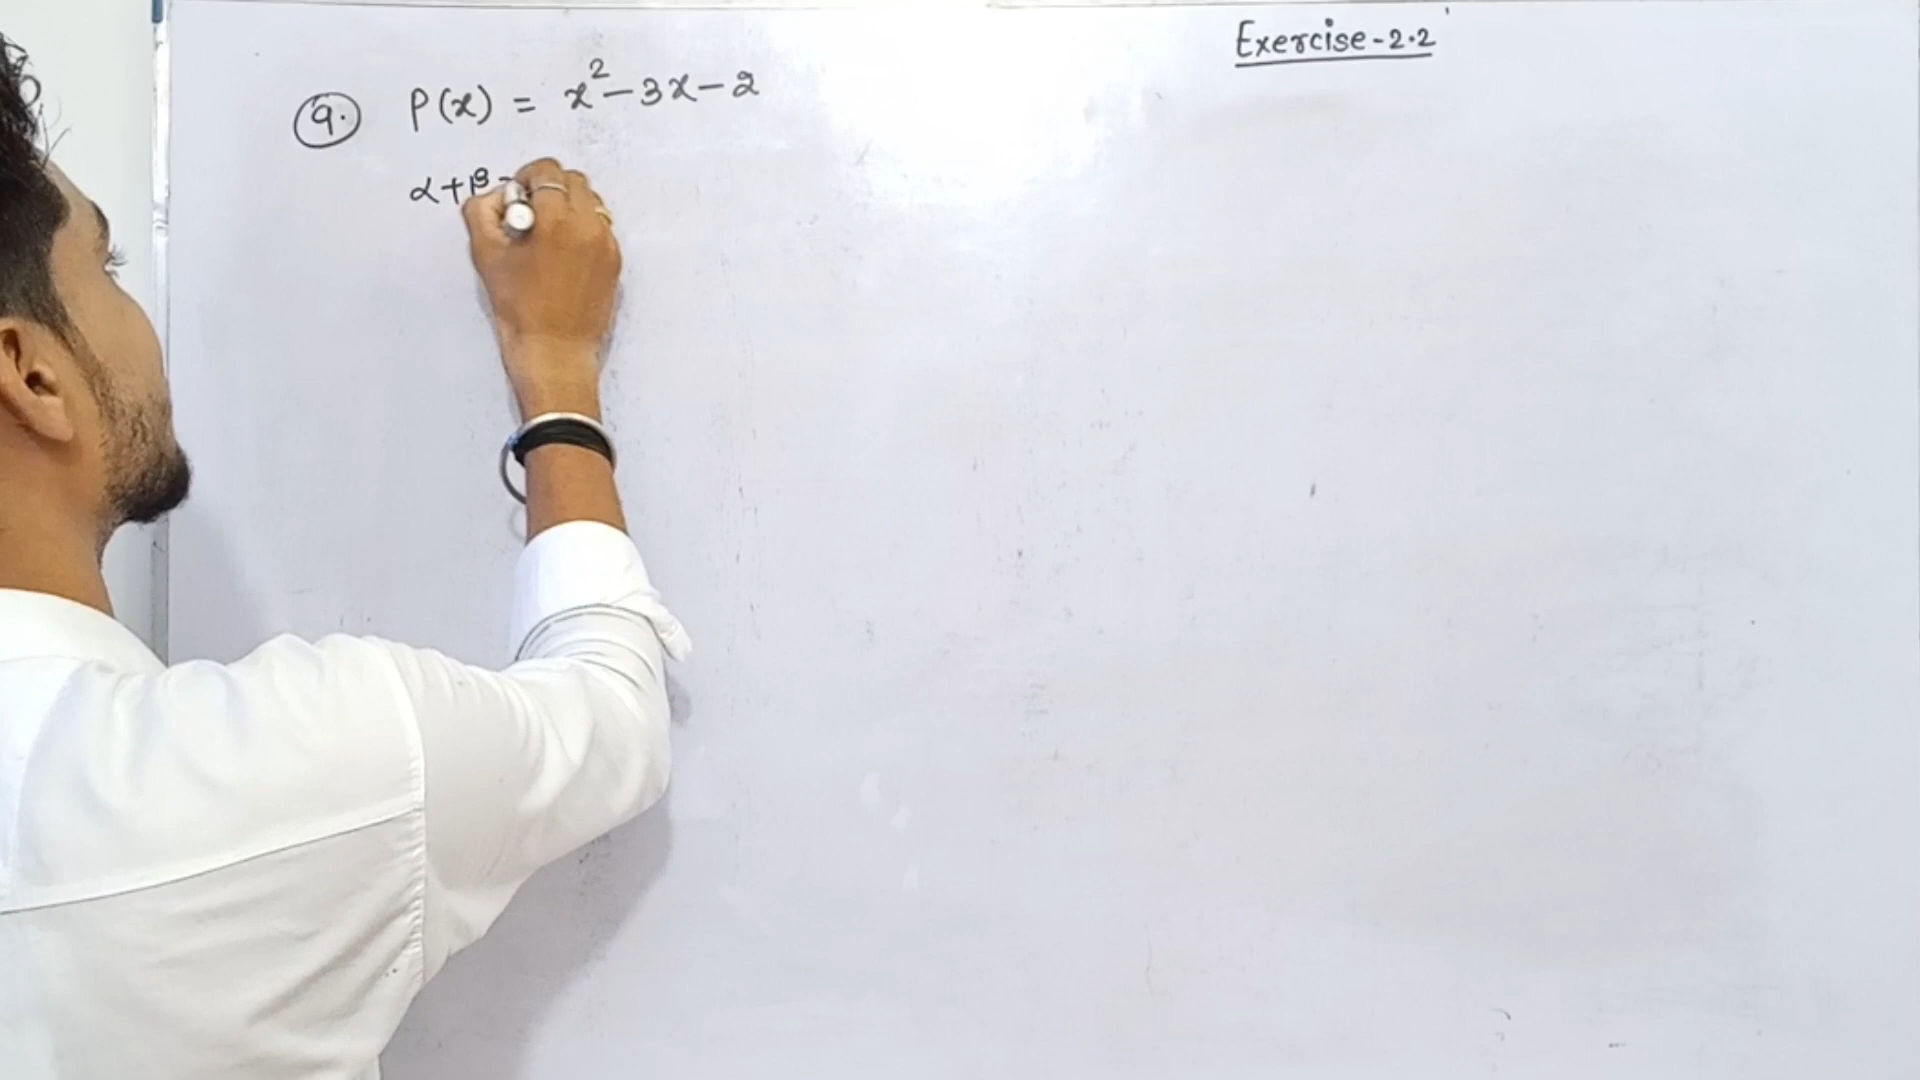 Exercise-2.2
9. P(x) = x²-3x-2
α+β=